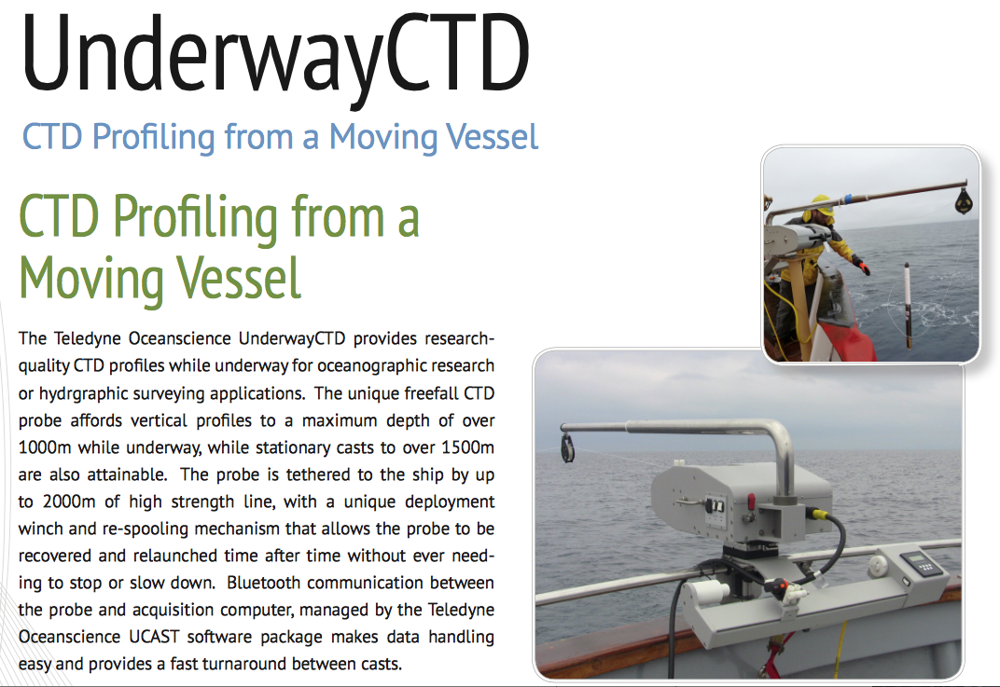 UnderwayCTD
CTD Profiling from a Moving Vessel
CTD Profiling from a
Moving Vessel
The Teledyne Oceanscience UnderwayCTD provides research-
quality CTD profiles while underway for oceanographic research
or hydrgraphic surveying applications.  The unique freefall CTD
probe affords vertical profiles to a maximum depth of over
1000m while underway, while stationary casts to over 1500m
are also attainable.  The probe is tethered to the ship by up
to 2000m of high strength line, with a unique deployment
winch and re-spooling mechanism that allows the probe to be
recovered and relaunched time after time without ever need-
ing to stop or slow down.  Bluetooth communication between
the probe and acquisition computer, managed by the Teledyne
Oceanscience UCAST software package makes data handling
easy and provides a fast turnaround between casts.